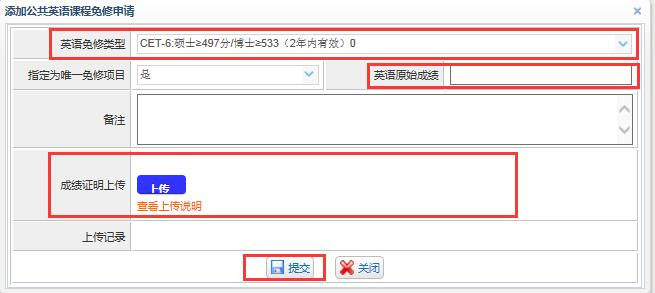 添加公共英语课程免修申请
英语免修类型 CET-6:硕士≥497分/博士≥533（2年内有效）0
指定为唯一免修项目 是 英语原始成绩
备注
成绩证明上传 上传
查看上传说明
上传记录
提交 关闭